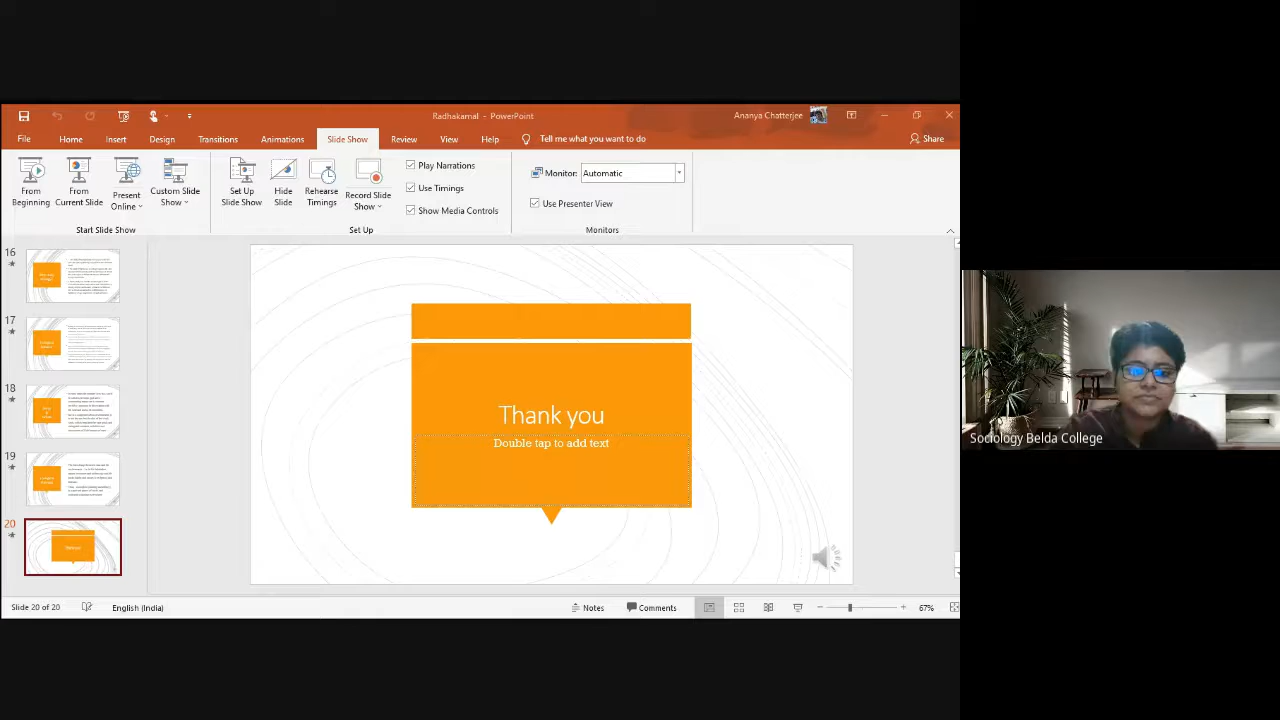 Radhakamal - PowerPoint
Ananya Chatterjee
File Home Insert Design Transitions Animations Slide Show Review View Help Tell me what you want to do Share
From Beginning
From Current Slide
Present Online
Custom Slide Show
Set Up Slide Show
Hide Slide
Rehearse Timings
Record Slide Show
Play Narrations
Use Timings
Show Media Controls
Monitor: Automatic
Use Presenter View
Start Slide Show
Set Up
Monitors
16
17
18
19
20
Thank you
Double tap to add text
Sociology Belda College
Slide 20 of 20
English (India)
Notes
Comments
67%